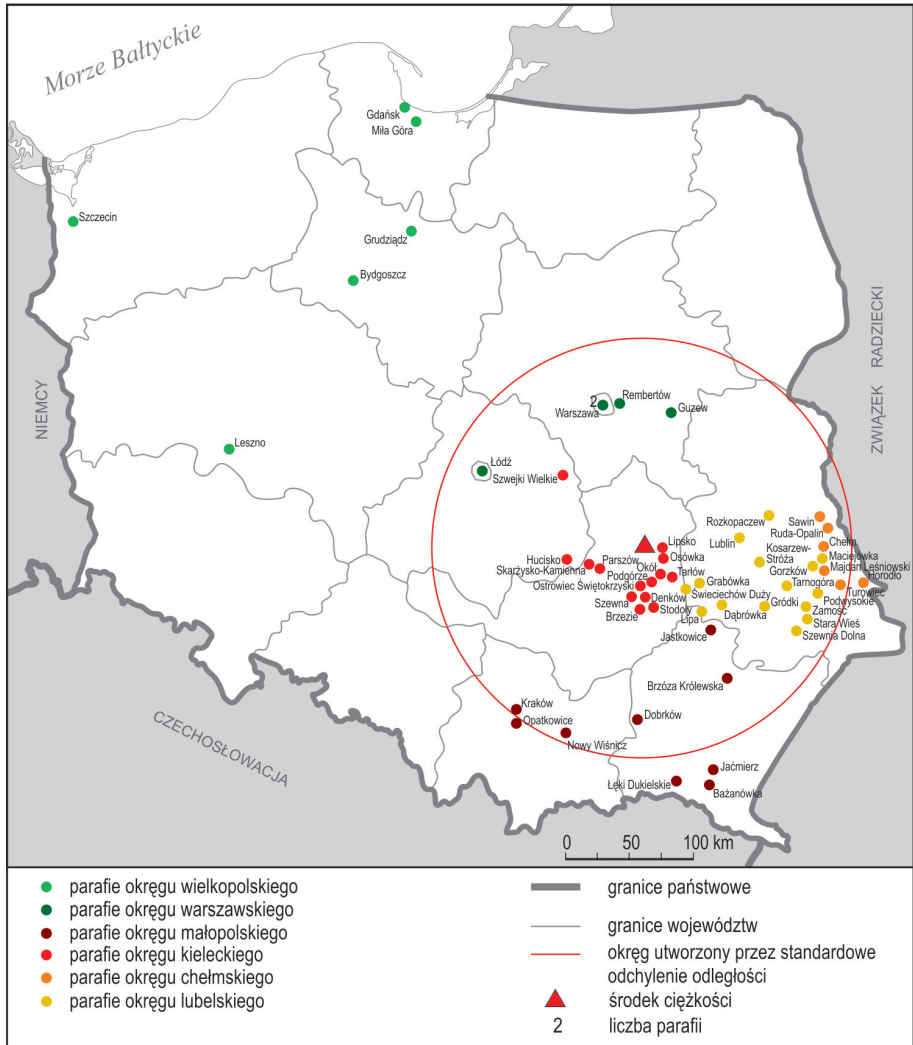 Morze Bałtyckie
Gdańsk
Miła Góra
Szczecin
Grudziądz
Bydgoszcz
ZWIĄZEK RADZIECKI
NIEMCY
2
Warszawa
Rembertów
Guzew
Leszno
Łódź
Szwejki Wielkie
Rozkopaczew
Sawin
Ruda-Opalin
Lublin
Chełm
Lipsko
Kosarzew-
Stróża
Maciejówka
Osówka
Hucisko
Parszów
Okół
Majdan Leśniowski
Skarżysko-Kamienna
Podgórze
Tarłów
Gorzków
Horodło
Ostrowiec Świętokrzyski
Grabówka
Tarnogóra
Turowiec
Świeciechów Duży
Podwysokie
Szewna
Denków
Gródki
Zamość
Brzezie
Stodoły
Lipa
Dąbrówka
Stara Wieś
Jastkowice
Szewnia Dolna
Brzóza Królewska
Kraków
Opatkowice
Dobrków
Nowy Wiśnicz
CZECHOSŁOWACJA
Jaćmierz
Łęki Dukielskie
Bażanówka
0 50 100 km
parafie okręgu wielkopolskiego
parafie okręgu warszawskiego
parafie okręgu małopolskiego
parafie okręgu kieleckiego
parafie okręgu chełmskiego
parafie okręgu lubelskiego
granice państwowe
granice województw
okręg utworzony przez standardowe
odchylenie odległości
środek ciężkości
2 liczba parafii